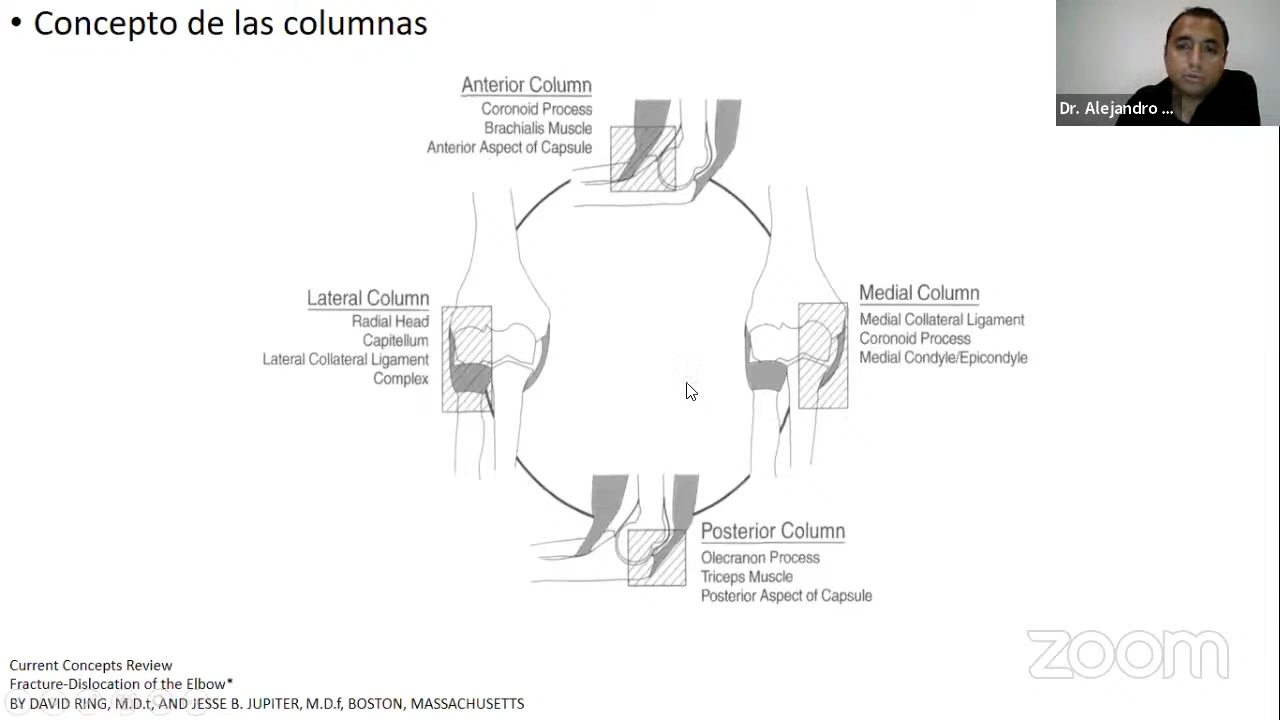 • Concepto de las columnas
Dr. Alejandro ...
Anterior Column
Coronoid Process
Brachialis Muscle
Anterior Aspect of Capsule
Lateral Column
Radial Head
Capitellum
Lateral Collateral Ligament
Complex
Medial Column
Medial Collateral Ligament
Coronoid Process
Medial Condyle/Epicondyle
Posterior Column
Olecranon Process
Triceps Muscle
Posterior Aspect of Capsule
Current Concepts Review
Fracture-Dislocation of the Elbow*
BY DAVID RING, M.D.t, AND JESSE B. JUPITER, M.D.f, BOSTON, MASSACHUSETTS
zoom